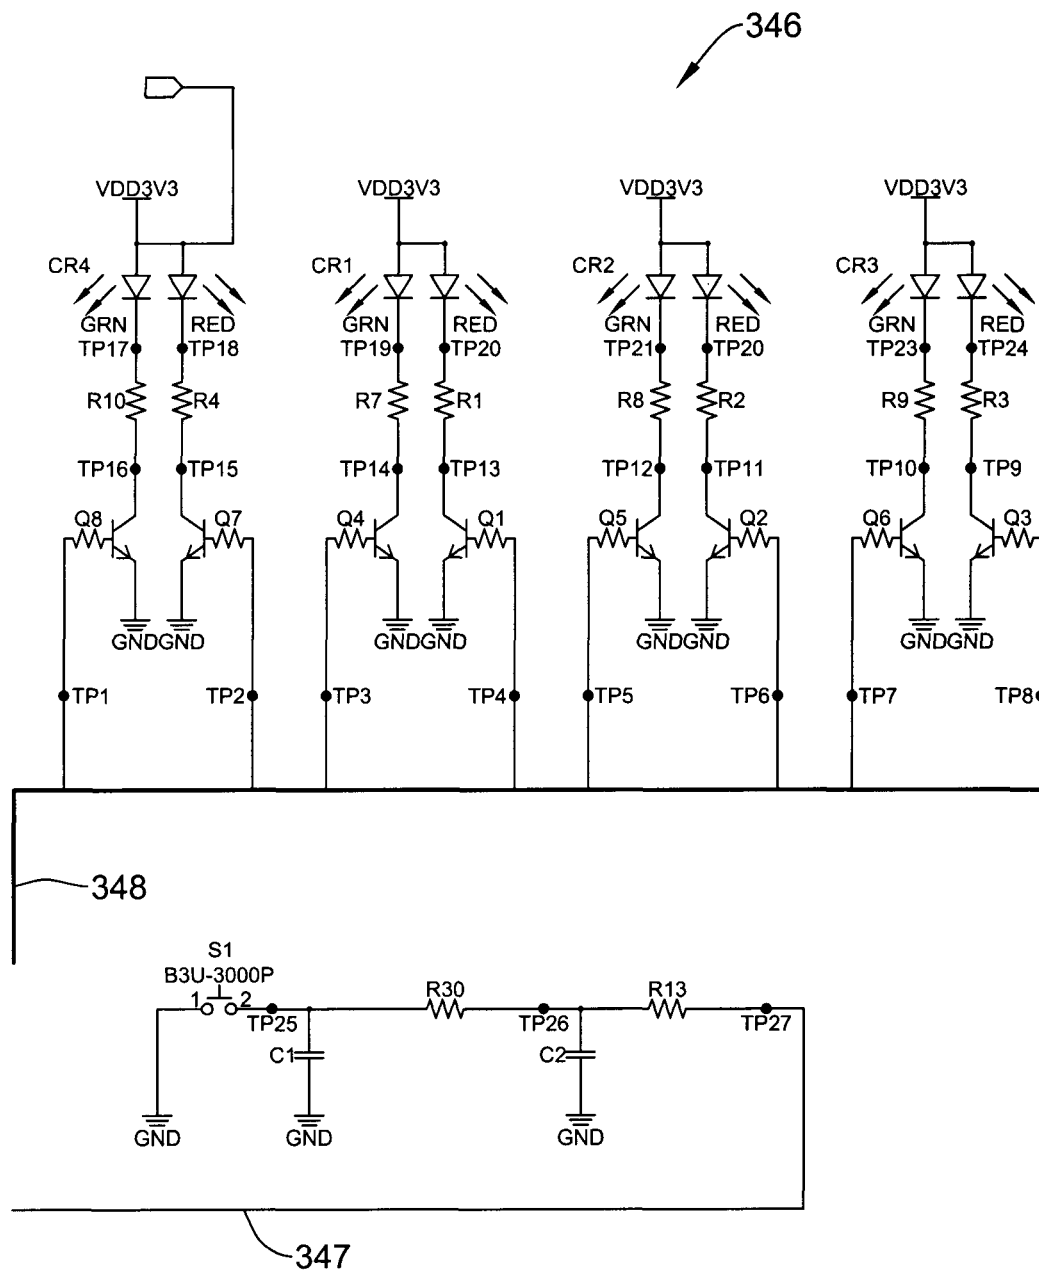 346
VDD3V3 VDD3V3 VDD3V3 VDD3V3
CR4 CR1 CR2 CR3
GRN RED GRN RED GRN RED GRN RED
TP17 TP18 TP19 TP20 TP21 TP20 TP23 TP24
R10 R4 R7 R1 R8 R2 R9 R3
TP16 TP15 TP14 TP13 TP12 TP11 TP10 TP9
Q8 Q7 Q4 Q1 Q5 Q2 Q6 Q3
GND GND GND GND GND GND GND GND
TP1 TP2 TP3 TP4 TP5 TP6 TP7 TP8
348
S1
B3U-3000P
1 2 R30 R13
TP25 TP26 TP27
C1 C2
GND GND GND
347